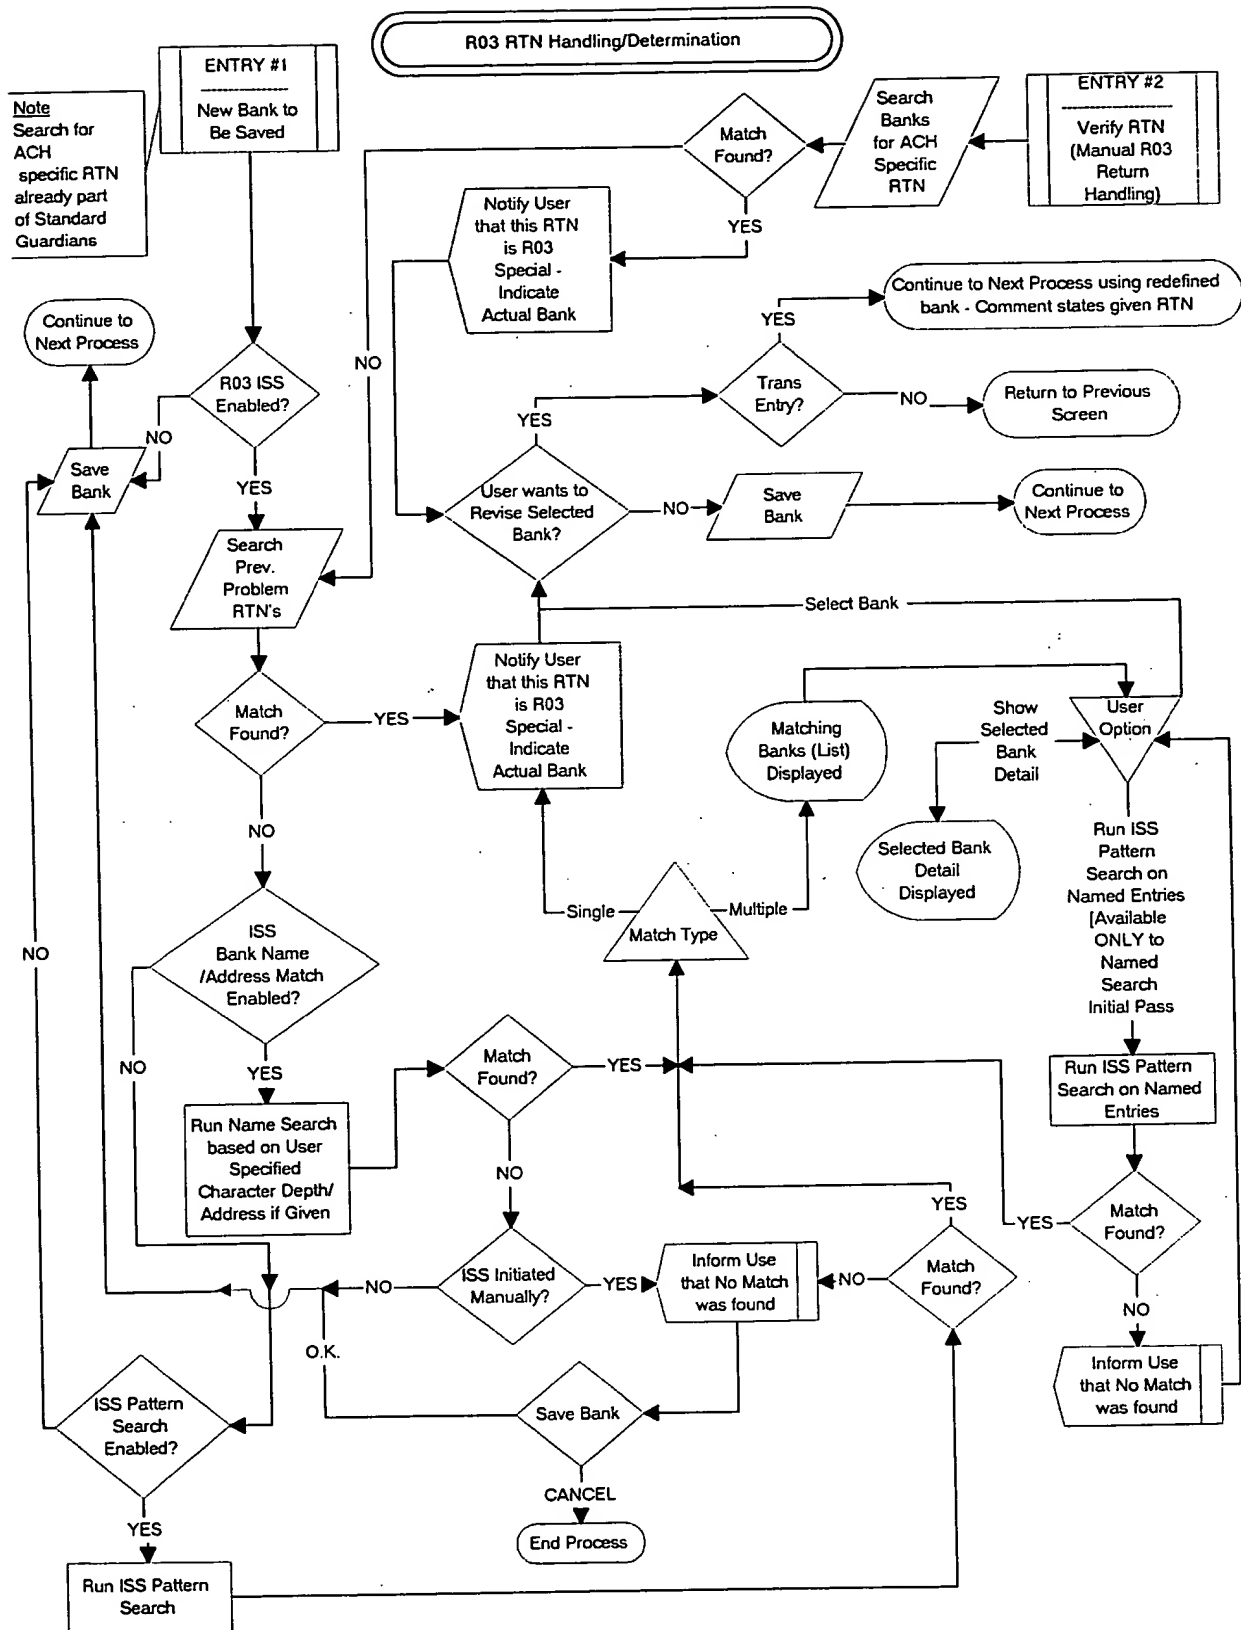 R03 RTN Handling/Determination
ENTRY #1
New Bank to
Be Saved
Note
Search for
ACH
specific RTN
already part
of Standard
Guardians
ENTRY #2
Verify RTN
(Manual R03
Return
Handling)
Search
Banks
for ACH
Specific
RTN
Match
Found?
YES
NO
Notify User
that this RTN
is R03
Special -
Indicate
Actual Bank
Continue to Next Process using redefined
bank - Comment states given RTN
YES
Trans
Entry?
NO
Return to Previous
Screen
Continue to
Next Process
R03 ISS
Enabled?
NO
YES
Save
Bank
YES
User wants to
Revise Selected
Bank?
NO
Save
Bank
Continue to
Next Process
Search
Prev.
Problem
RTN's
Select Bank
Match
Found?
YES
NO
Notify User
that this RTN
is R03
Special -
Indicate
Actual Bank
Matching
Banks (List)
Displayed
Show
Selected
Bank
Detail
User
Option
Selected Bank
Detail
Displayed
Run ISS
Pattern
Search on
Named Entries
[Available
ONLY to
Named
Search
Initial Pass
Single
Multiple
Match Type
NO
ISS
Bank Name
/Address Match
Enabled?
NO
YES
Run Name Search
based on User
Specified
Character Depth/
Address if Given
Match
Found?
YES
NO
Run ISS Pattern
Search on Named
Entries
Match
Found?
YES
NO
Inform Use
that No Match
was found
ISS Initiated
Manually?
NO
YES
Inform Use
that No Match
was found
NO
Match
Found?
YES
O.K.
Save Bank
CANCEL
End Process
ISS Pattern
Search
Enabled?
YES
Run ISS Pattern
Search